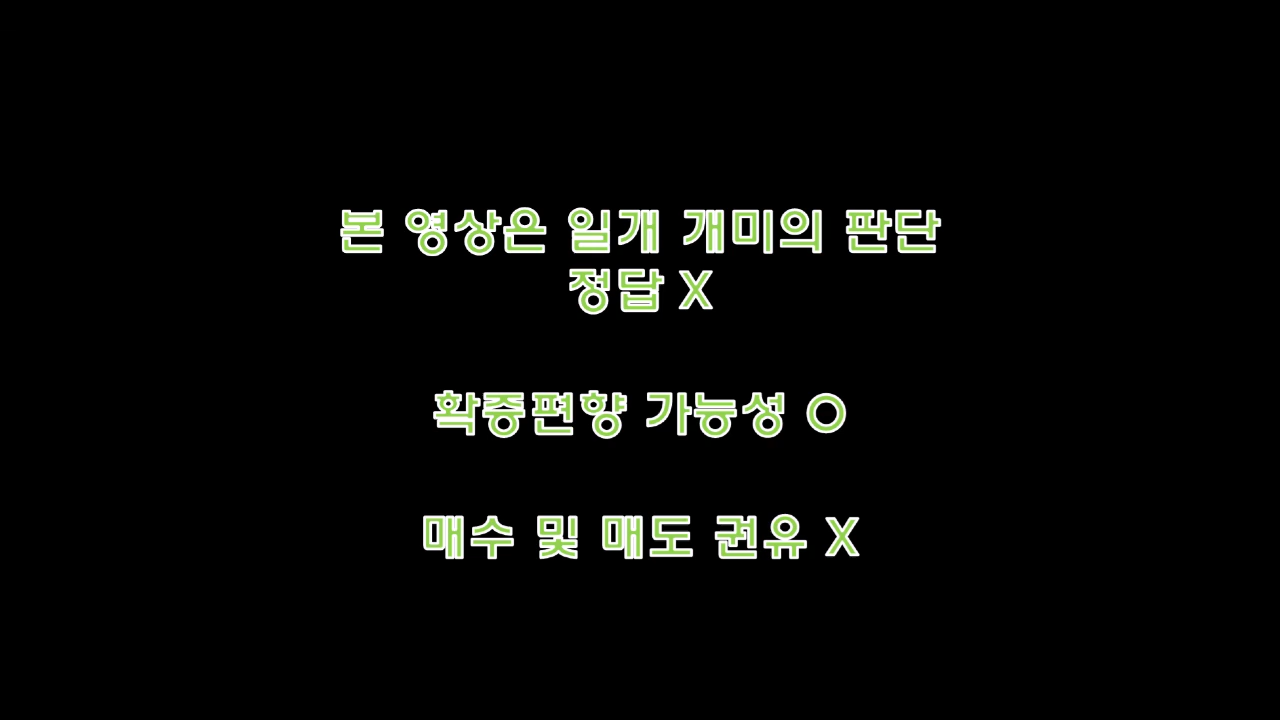 본 영상은 일개 개미의 판단
정답 X
확증편향 가능성 O
매수 및 매도 권유 X